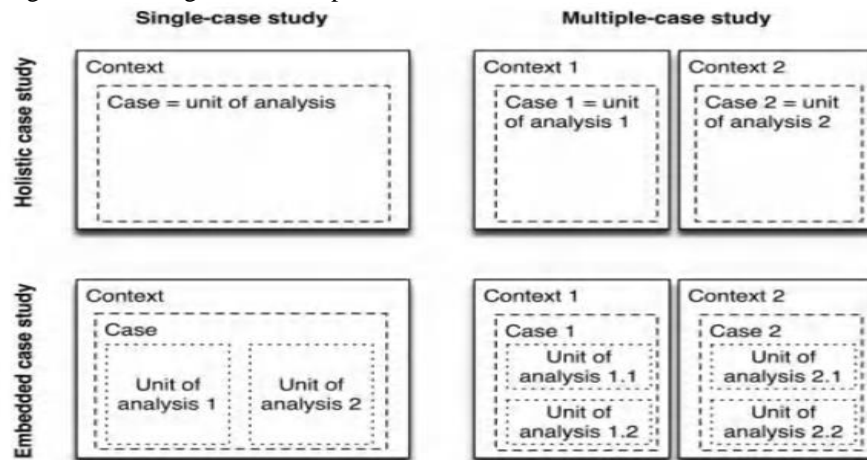 Single-case study
Multiple-case study
Holistic case study
Context
Case = unit of analysis
Context 1
Case 1 = unit
of analysis 1
Context 2
Case 2 = unit
of analysis 2
Embedded case study
Context
Case
Unit of
analysis 1
Unit of
analysis 2
Context 1
Case 1
Unit of
analysis 1.1
Unit of
analysis 1.2
Context 2
Case 2
Unit of
analysis 2.1
Unit of
analysis 2.2